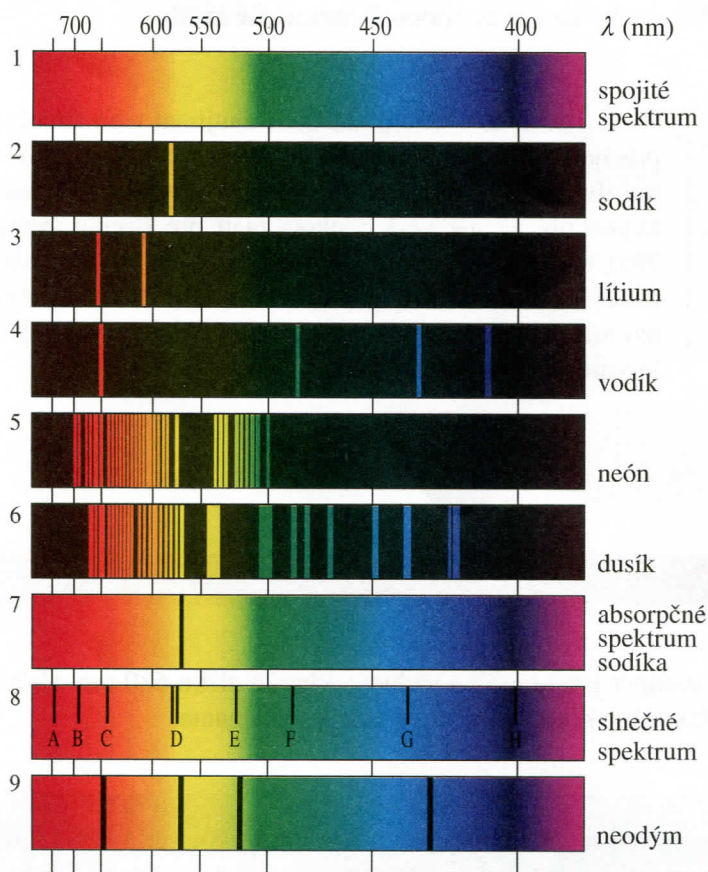 700 600 550 500 450 400 λ (nm)
1
spojité
spektrum
2
sodík
3
lítium
4
vodík
5
neón
6
dusík
7
absorpčné
spektrum
sodíka
8
A B C D E F G H
slnečné
spektrum
9
neodým